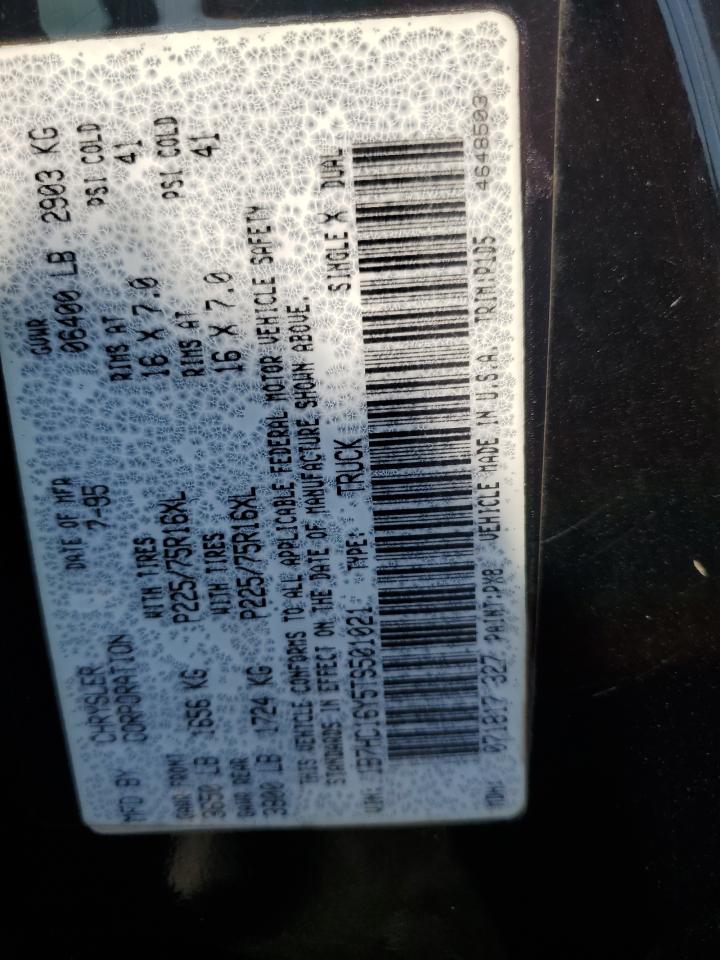 MFD BY CHRYSLER CORPORATION DATE OF MFR 7-95 GVWR 06400 LB 2903 KG
GAWR FRONT 3650 LB 1656 KG WITH TIRES P225/75R16XL RIMS AT 16 X 7.0 PSI COLD 41
GAWR REAR 3900 LB 1724 KG WITH TIRES P225/75R16XL RIMS AT 16 X 7.0 PSI COLD 41
THIS VEHICLE CONFORMS TO ALL APPLICABLE FEDERAL MOTOR VEHICLE SAFETY
STANDARDS IN EFFECT ON THE DATE OF MANUFACTURE SHOWN ABOVE.
VIN: 1B7HC16Y5TS501021 TYPE: TRUCK SINGLE X DUAL
TDH: 071817 327 PAINT:PX8 VEHICLE MADE IN U.S.A. TRIM:P1D5 4648503